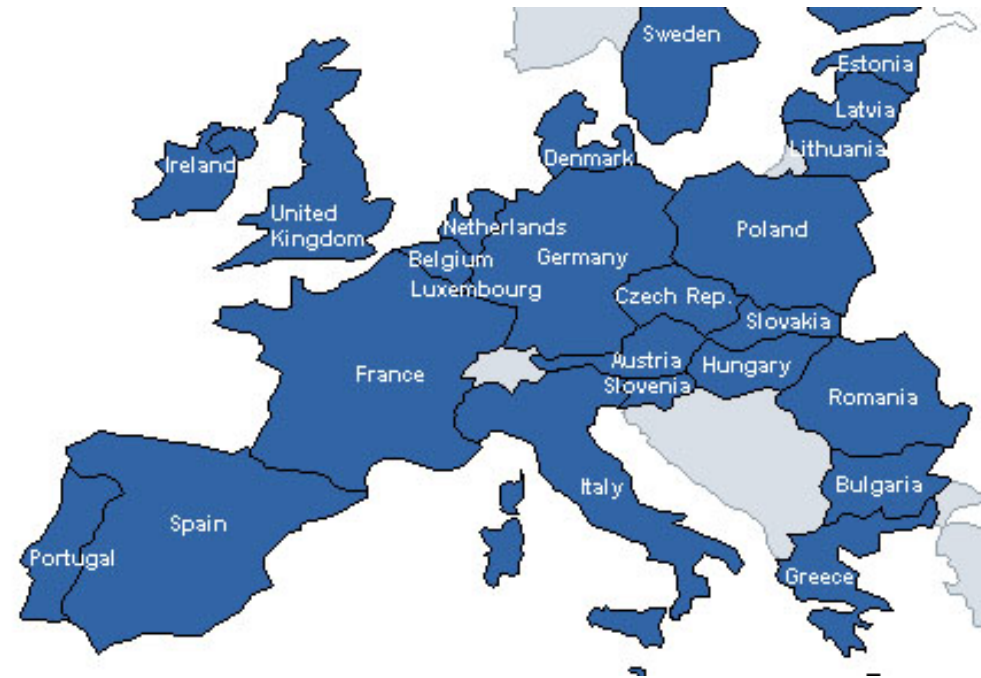 Sweden
Estonia
Latvia
Lithuania
Denmark
Ireland
United
Kingdom
Netherlands
Poland
Belgium
Germany
Luxembourg
Czech Rep.
Slovakia
France
Austria
Hungary
Slovenia
Romania
Italy
Bulgaria
Spain
Portugal
Greece